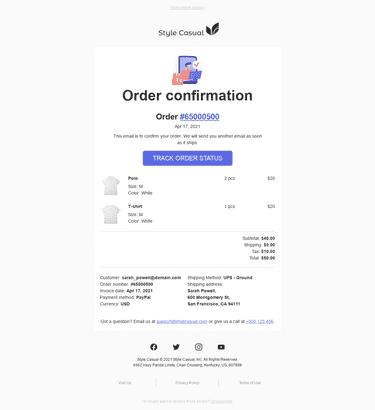 View online version
Style Casual
Order confirmation
Order #65000500
Apr 17, 2021
This email is to confirm your order. We will send you another email as soon
as it ships.
TRACK ORDER STATUS
Polo 2 pcs $20
Size: M
Color: White
T-shirt 1 pcs $20
Size: M
Color: White
Subtotal: $40.00
Shipping: $0.00
Tax: $10.00
Total: $50.00
Customer: sarah_powell@domain.com
Order number: #65000500
Invoice date: Apr 17, 2021
Payment method: PayPal
Currency: USD
Shipping Method: UPS - Ground
Shipping address:
Sarah Powell,
600 Montgomery St,
San Francisco, CA 94111
Got a question? Email us at support@stylecasual.com or give us a call at +000 123 456.
Style Casual © 2021 Style Casual, Inc. All Rights Reserved.
4562 Hazy Panda Limits, Chair Crossing, Kentucky, US, 607898
Visit Us Privacy Policy Terms of Use
No longer want to receive these emails? Unsubscribe.